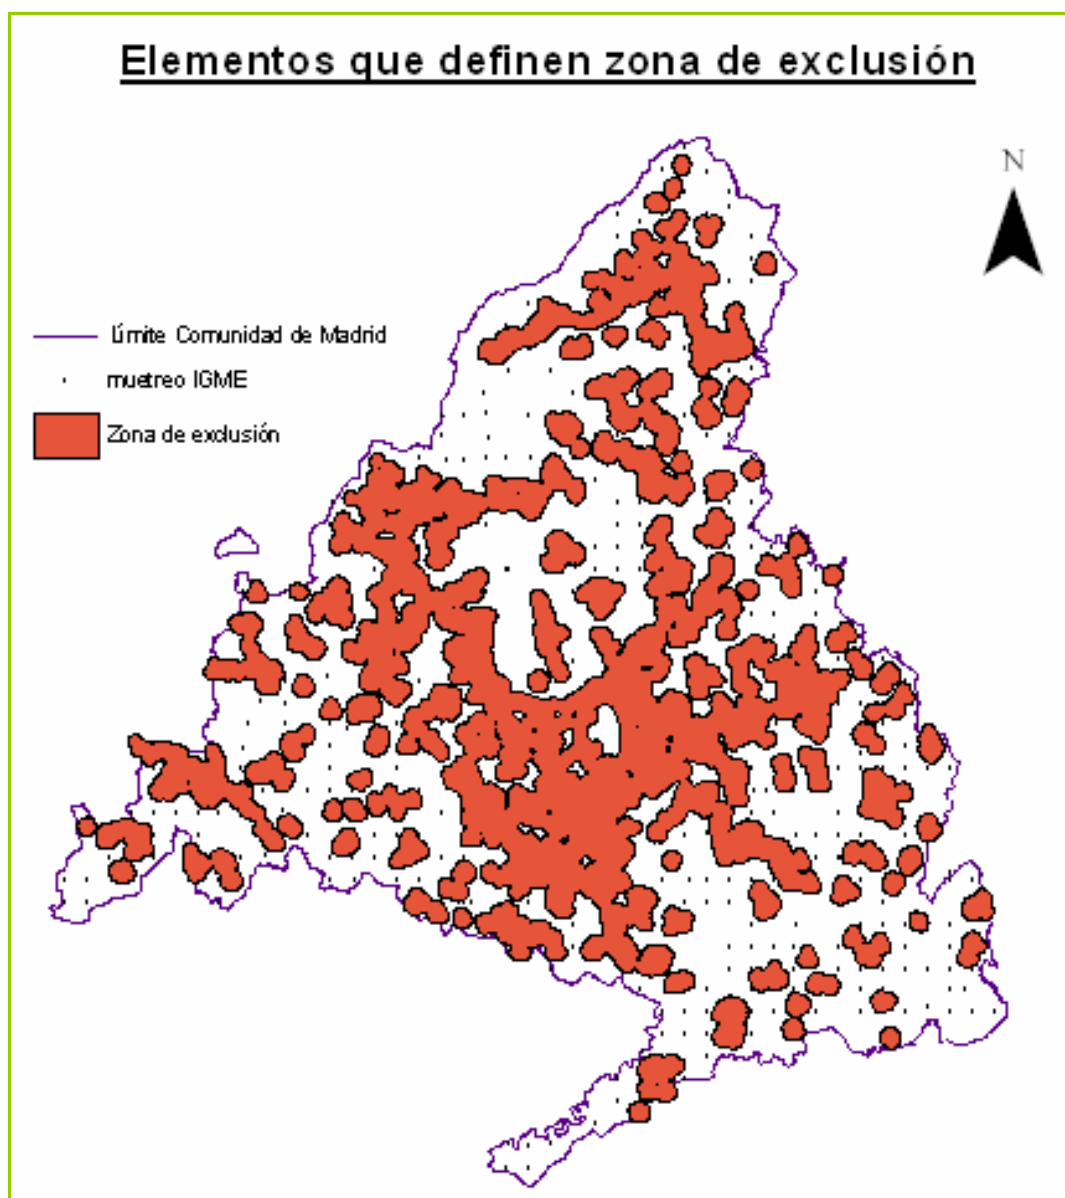 Elementos que definen zona de exclusión
N
Límite Comunidad de Madrid
muetreo IGME
Zona de exclusión